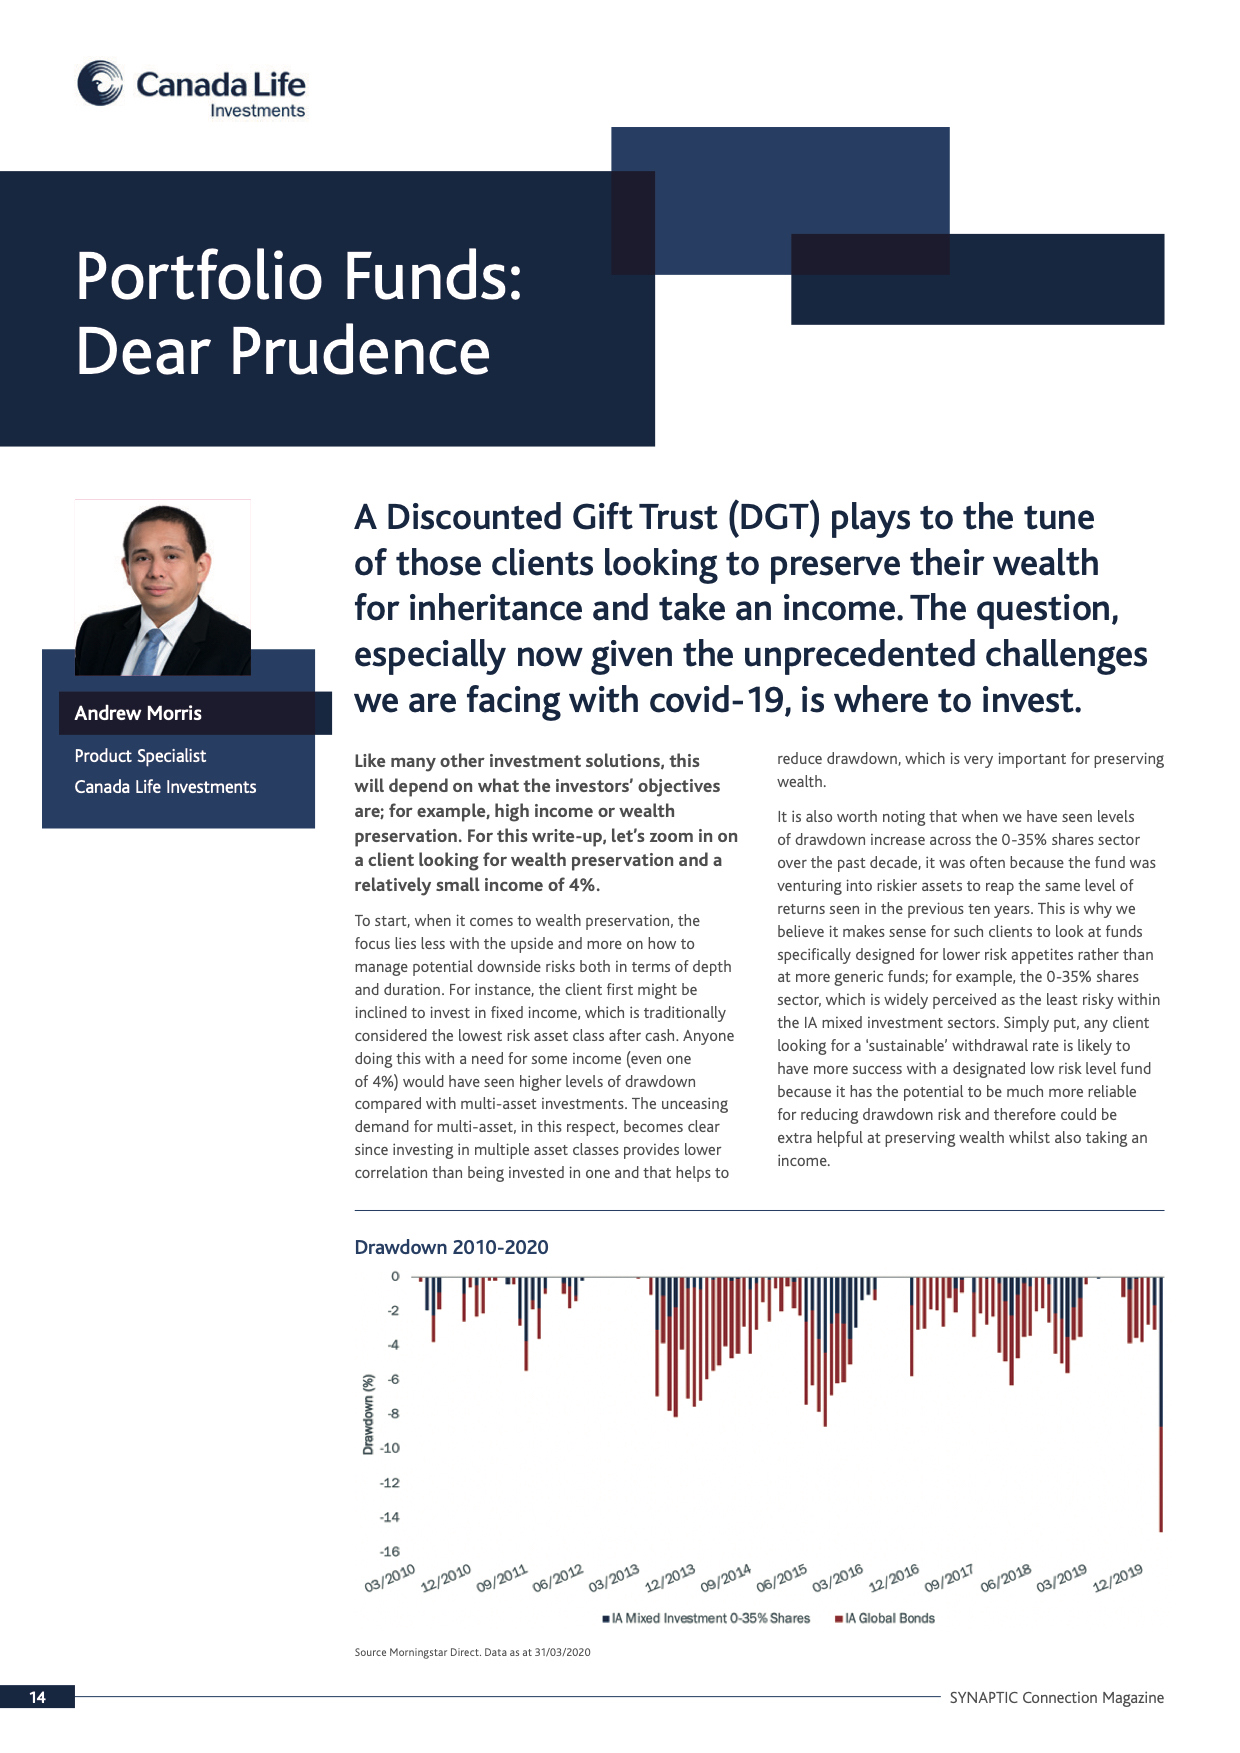 Canada Life
Investments
Portfolio Funds:
Dear Prudence
Andrew Morris
Product Specialist
Canada Life Investments
A Discounted Gift Trust (DGT) plays to the tune
of those clients looking to preserve their wealth
for inheritance and take an income. The question,
especially now given the unprecedented challenges
we are facing with covid-19, is where to invest.
Like many other investment solutions, this
will depend on what the investors’ objectives
are; for example, high income or wealth
preservation. For this write-up, let’s zoom in on
a client looking for wealth preservation and a
relatively small income of 4%.
To start, when it comes to wealth preservation, the
focus lies less with the upside and more on how to
manage potential downside risks both in terms of depth
and duration. For instance, the client first might be
inclined to invest in fixed income, which is traditionally
considered the lowest risk asset class after cash. Anyone
doing this with a need for some income (even one
of 4%) would have seen higher levels of drawdown
compared with multi-asset investments. The unceasing
demand for multi-asset, in this respect, becomes clear
since investing in multiple asset classes provides lower
correlation than being invested in one and that helps to
reduce drawdown, which is very important for preserving
wealth.
It is also worth noting that when we have seen levels
of drawdown increase across the 0-35% shares sector
over the past decade, it was often because the fund was
venturing into riskier assets to reap the same level of
returns seen in the previous ten years. This is why we
believe it makes sense for such clients to look at funds
specifically designed for lower risk appetites rather than
at more generic funds; for example, the 0-35% shares
sector, which is widely perceived as the least risky within
the IA mixed investment sectors. Simply put, any client
looking for a ‘sustainable’ withdrawal rate is likely to
have more success with a designated low risk level fund
because it has the potential to be much more reliable
for reducing drawdown risk and therefore could be
extra helpful at preserving wealth whilst also taking an
income.
Drawdown 2010-2020
Drawdown (%)
0
-2
-4
-6
-8
-10
-12
-14
-16
03/2010 12/2010 09/2011 06/2012 03/2013 12/2013 09/2014 06/2015 03/2016 12/2016 09/2017 06/2018 03/2019 12/2019
IA Mixed Investment 0-35% Shares IA Global Bonds
Source Morningstar Direct. Data as at 31/03/2020
14
SYNAPTIC Connection Magazine